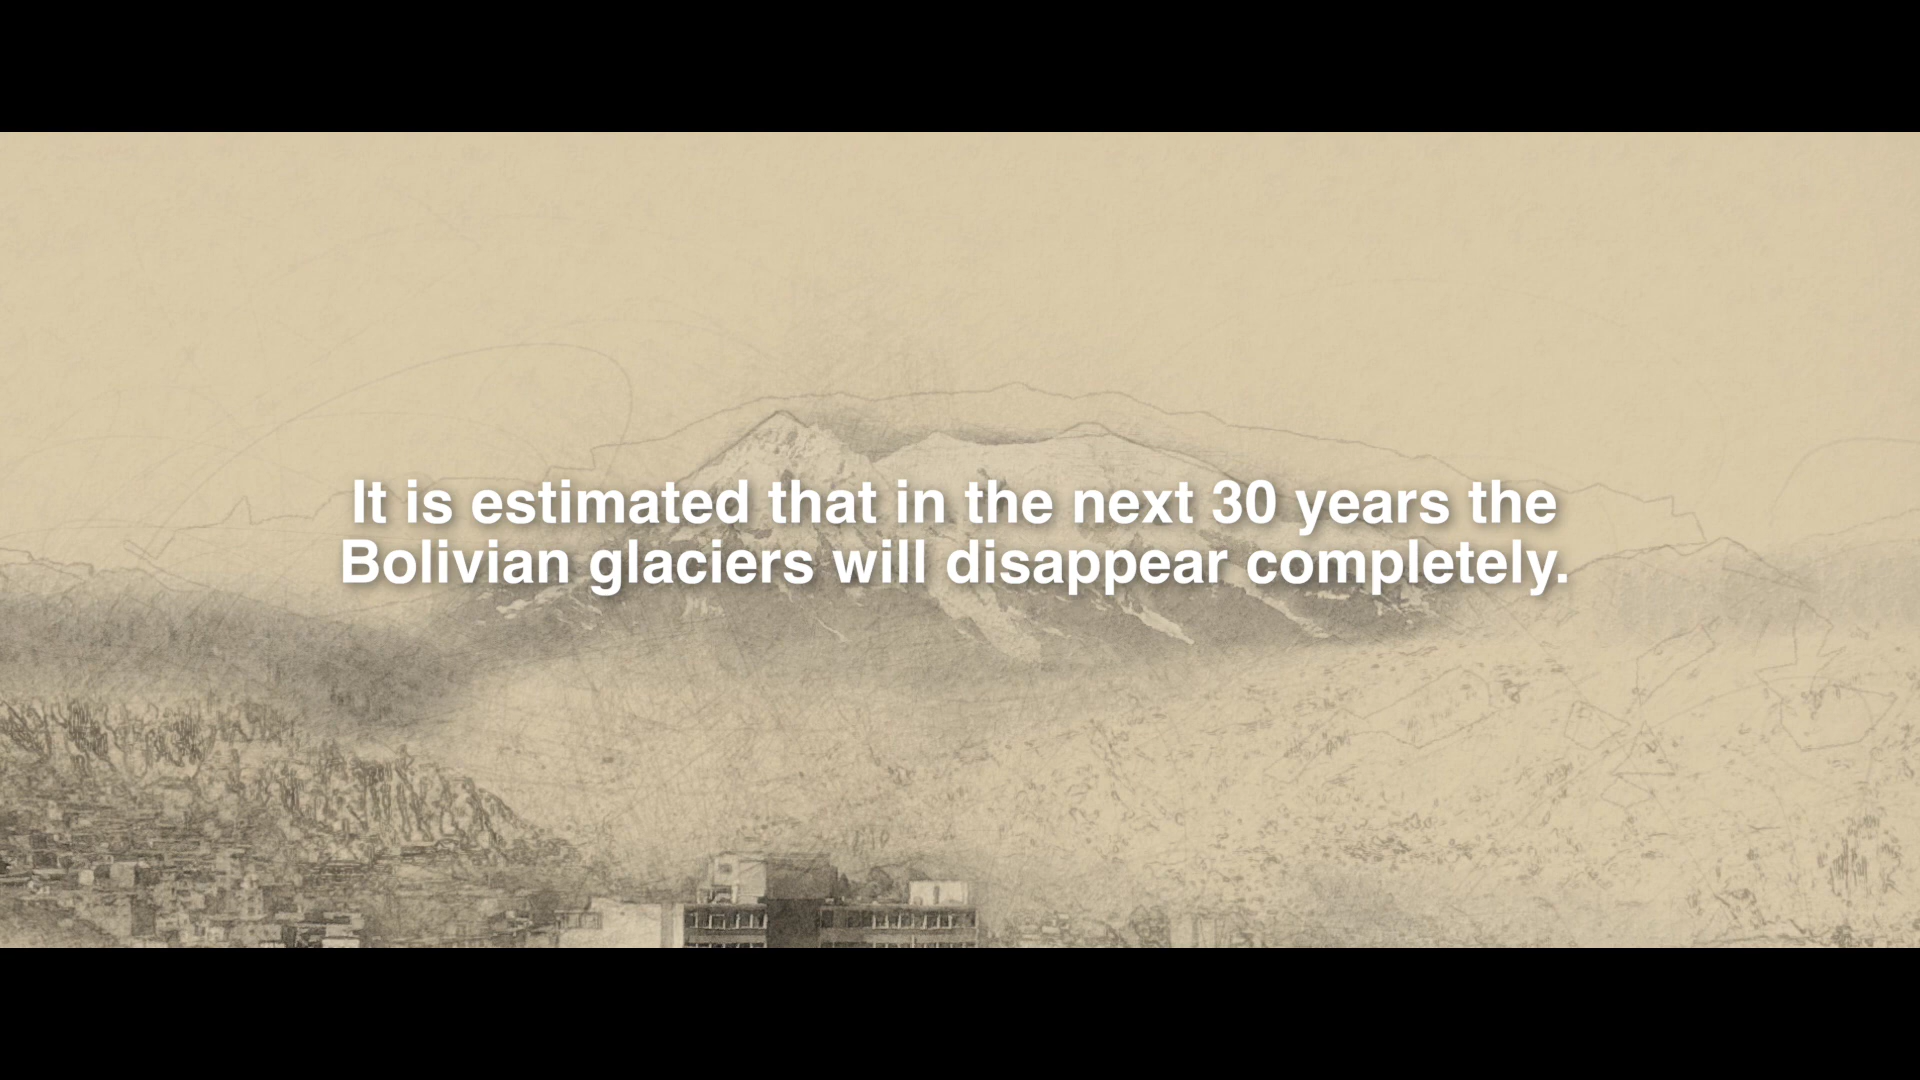 It is estimated that in the next 30 years the
Bolivian glaciers will disappear completely.